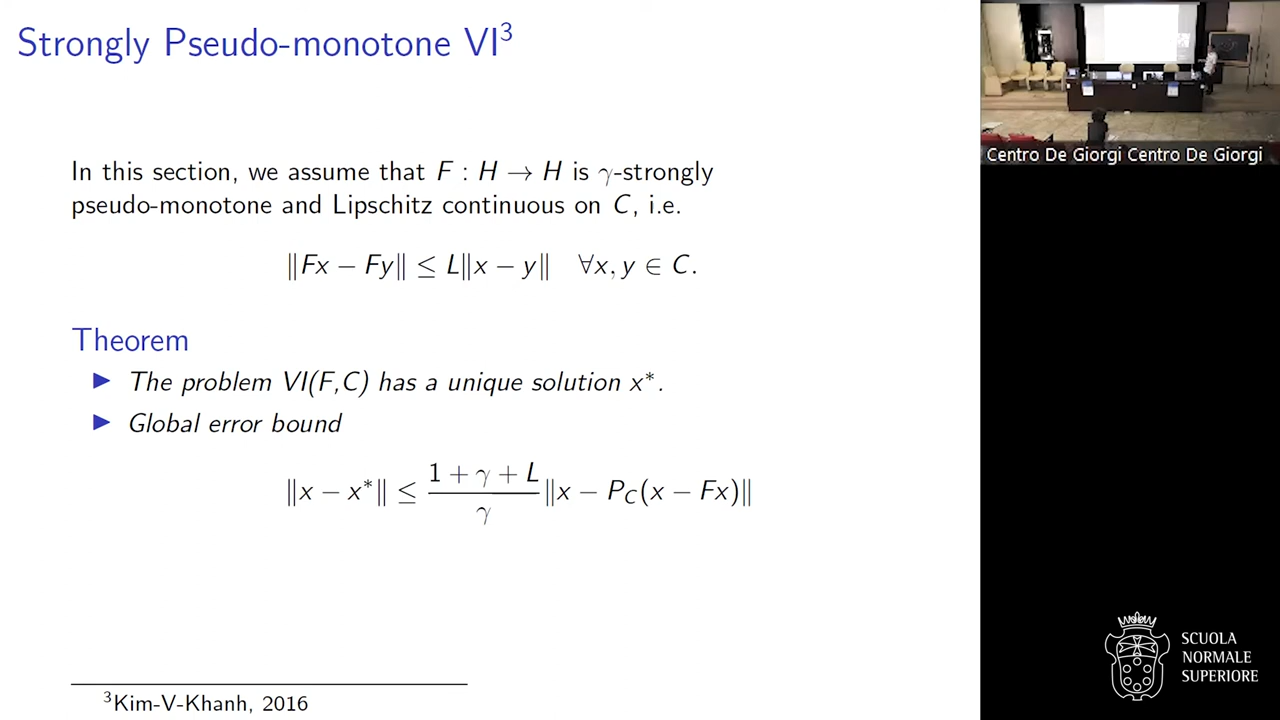 Strongly Pseudo-monotone VI³
In this section, we assume that F : H → H is γ-strongly
pseudo-monotone and Lipschitz continuous on C, i.e.
‖Fx − Fy‖ ≤ L‖x − y‖ ∀x, y ∈ C.
Theorem
▶ The problem VI(F,C) has a unique solution x*.
▶ Global error bound
‖x − x*‖ ≤ \frac{1 + γ + L}{γ}‖x − P_C(x − Fx)‖
³Kim-V-Khanh, 2016
Centro De Giorgi Centro De Giorgi
SCUOLA
NORMALE
SUPERIORE